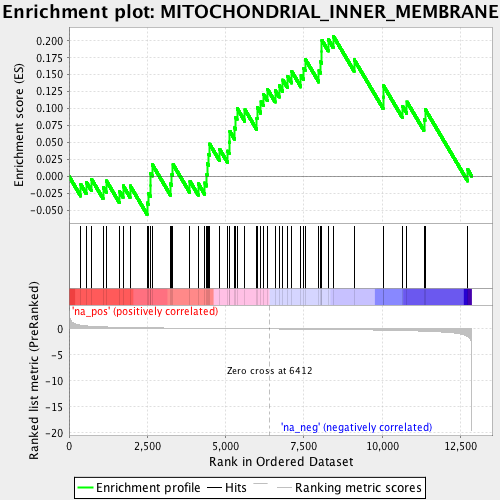 Enrichment plot: MITOCHONDRIAL_INNER_MEMBRANE
Enrichment score (ES)
0.200
0.175
0.150
0.125
0.100
0.075
0.050
0.025
0.000
-0.025
-0.050
'na_pos' (positively correlated)
Ranked list metric (PreRanked)
0
-5
-10
-15
-20
Zero cross at 6412
'na_neg' (negatively correlated)
0 2,500 5,000 7,500 10,000 12,500
Rank in Ordered Dataset
Enrichment profile Hits Ranking metric scores